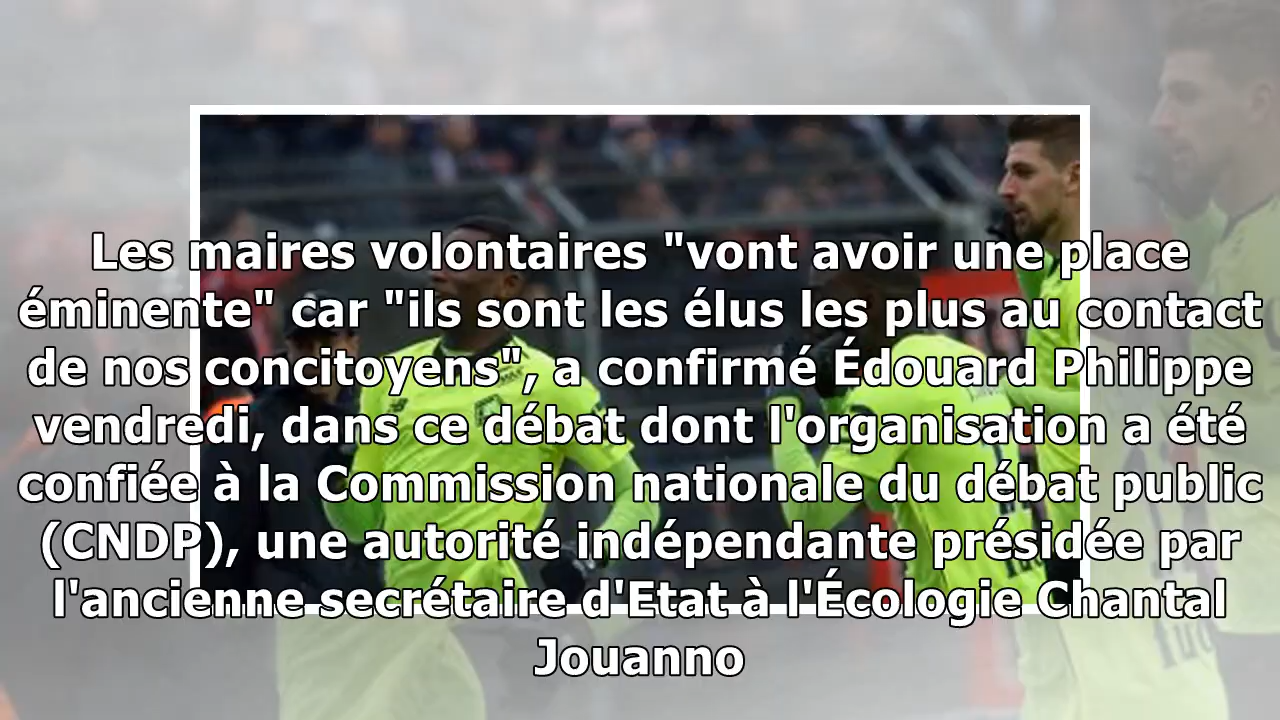 Les maires volontaires "vont avoir une place
éminente" car "ils sont les élus les plus au contact
de nos concitoyens", a confirmé Édouard Philippe
vendredi, dans ce débat dont l'organisation a été
confiée à la Commission nationale du débat public
(CNDP), une autorité indépendante présidée par
l'ancienne secrétaire d'Etat à l'Écologie Chantal
Jouanno